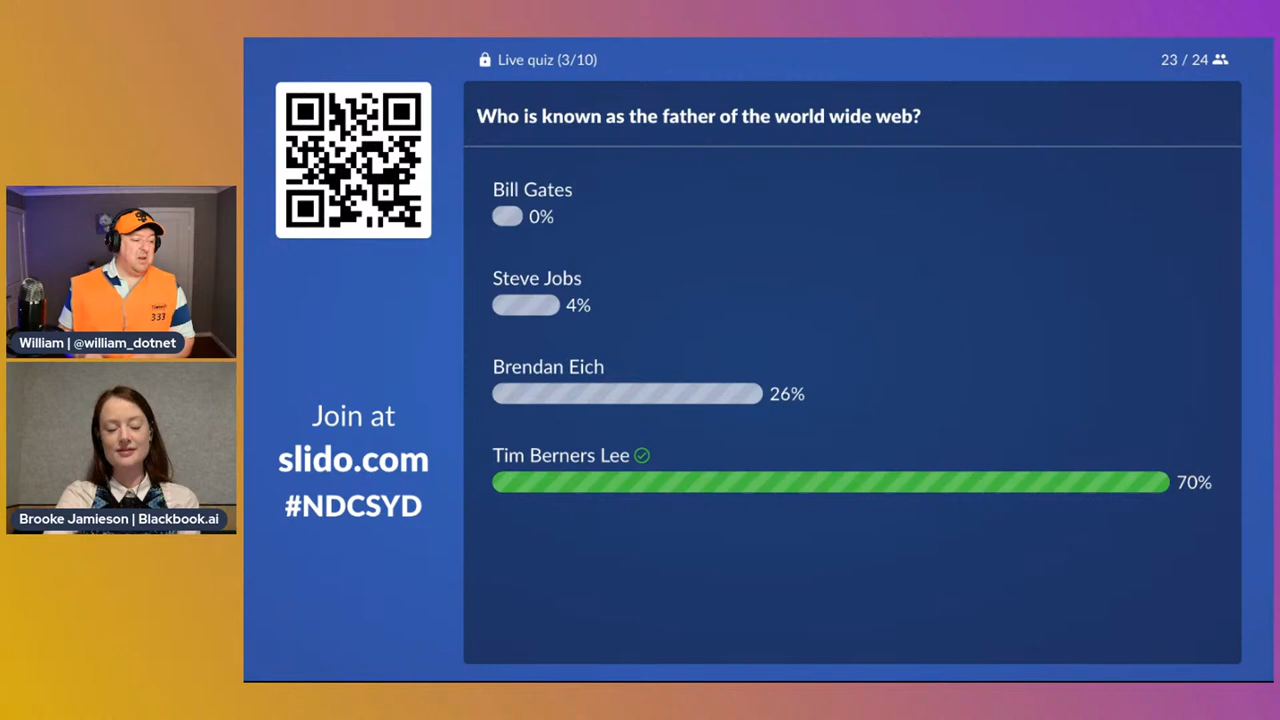 Live quiz (3/10)
23 / 24
Who is known as the father of the world wide web?
Bill Gates
0%
Steve Jobs
4%
Brendan Eich
26%
Tim Berners Lee
70%
Join at
slido.com
#NDCSYD
333
William | @william_dotnet
Brooke Jamieson | Blackbook.ai